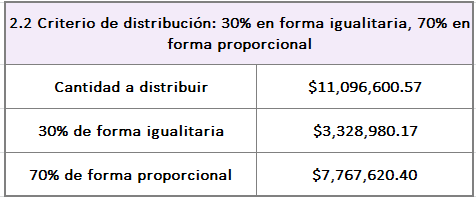 2.2 Criterio de distribución: 30% en forma igualitaria, 70% en
forma proporcional
Cantidad a distribuir $11,096,600.57
30% de forma igualitaria $3,328,980.17
70% de forma proporcional $7,767,620.40